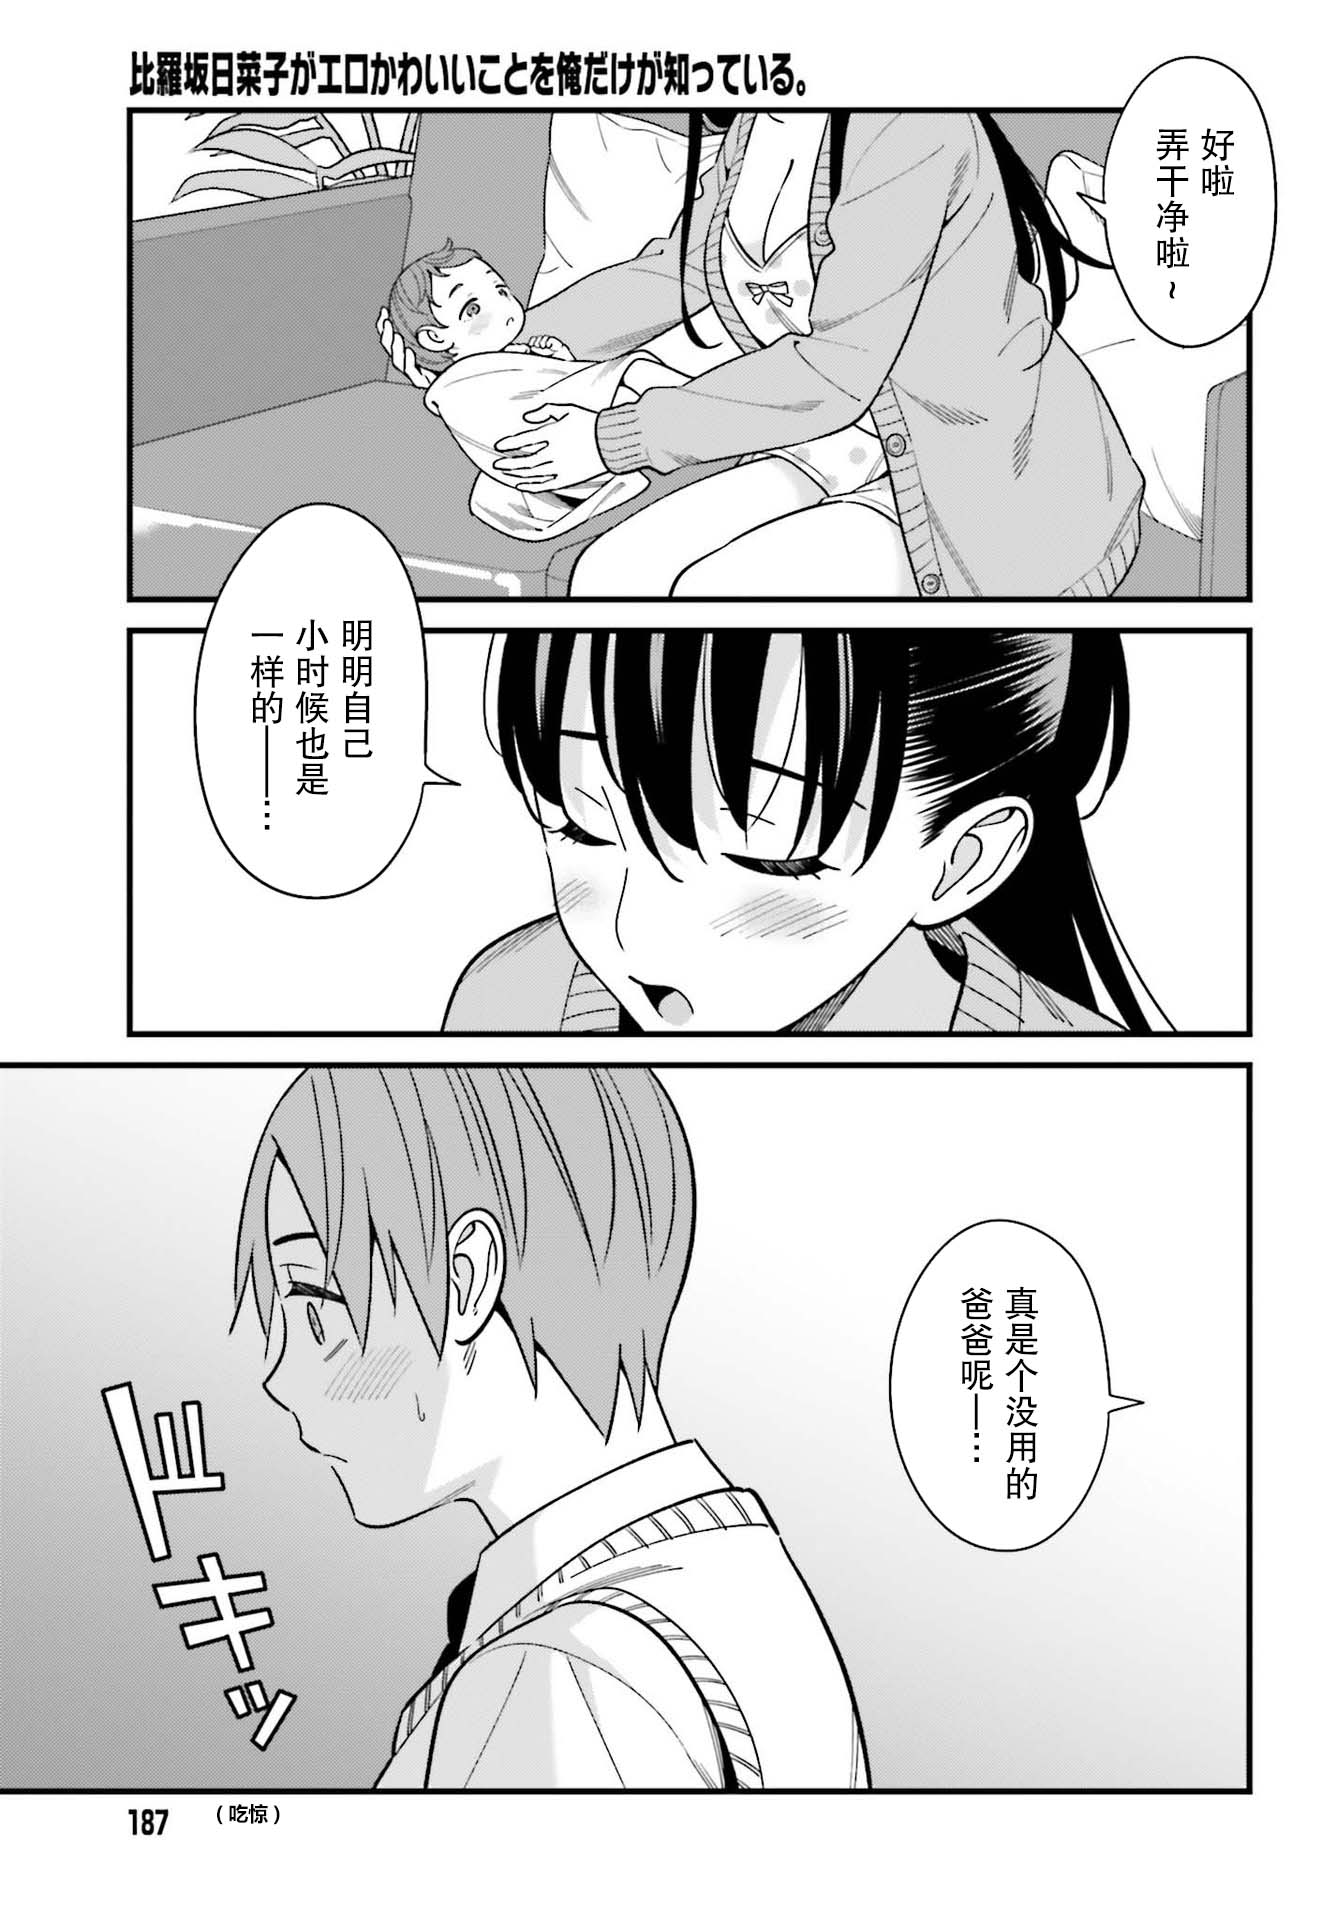 比羅坂日菜子がエロかわいいことを俺だけが知っている。
好啦
弄干净啦~
明明自己
小时候也是
一样的——…
真是个没用的
爸爸呢—…
ドキッ
187
（吃惊）